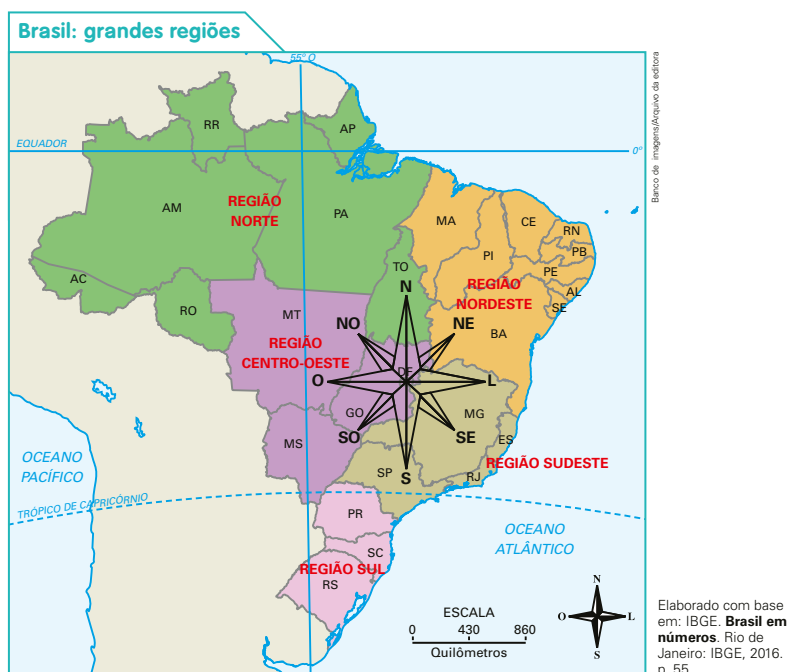 Brasil: grandes regiões
55º O
EQUADOR
0º
RR
AP
AM
REGIÃO
NORTE
PA
MA
CE
RN
PB
PI
PE
AL
SE
AC
TO
RO
REGIÃO
NORDESTE
N
MT
NO
NE
BA
REGIÃO
CENTRO-OESTE
DF
O
L
GO
MG
MS
SO
SE
ES
REGIÃO SUDESTE
SP
S
RJ
OCEANO
PACÍFICO
TRÓPICO DE CAPRICÓRNIO
PR
OCEANO
ATLÂNTICO
SC
REGIÃO SUL
RS
ESCALA
0 430 860
Quilômetros
N
O L
S
Banco de imagens/Arquivo da editora
Elaborado com base
em: IBGE. Brasil em
números. Rio de
Janeiro: IBGE, 2016.
p. 55.